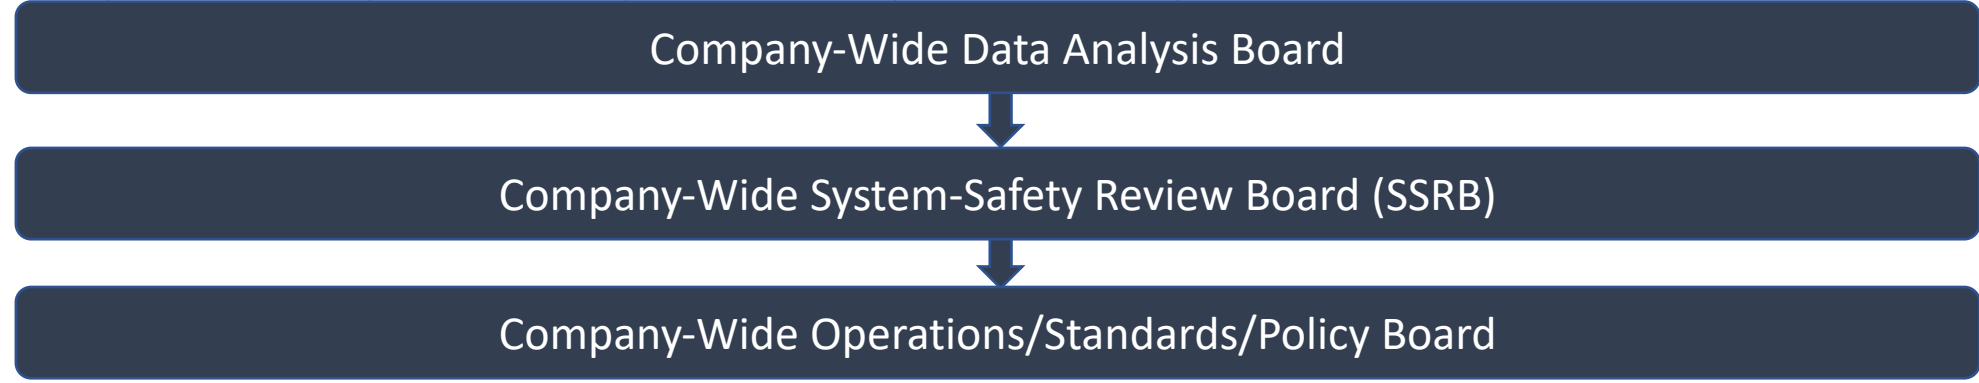 Company-Wide Data Analysis Board
Company-Wide System-Safety Review Board (SSRB)
Company-Wide Operations/Standards/Policy Board